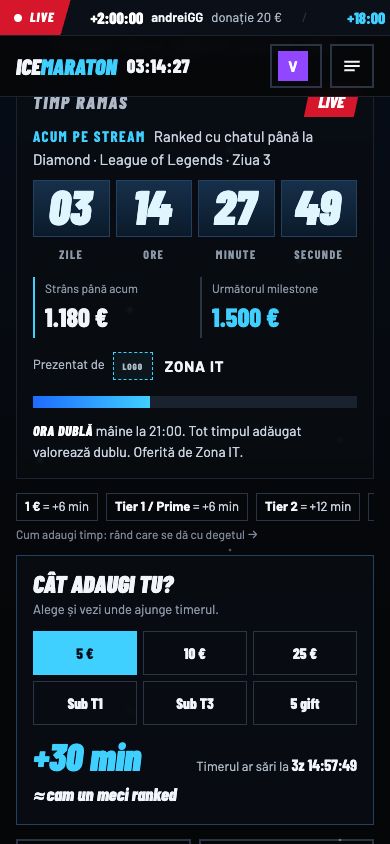 LIVE +2:00:00 andreiGG donație 20 € / +18:00
ICEMARATON 03:14:27 V
TIMP RĂMAS LIVE
ACUM PE STREAM Ranked cu chatul până la
Diamond · League of Legends · Ziua 3
03 14 27 49
ZILE ORE MINUTE SECUNDE
Strâns până acum Următorul milestone
1.180 € 1.500 €
Prezentat de LOGO ZONA IT
ORA DUBLĂ mâine la 21:00. Tot timpul adăugat
valorează dublu. Oferită de Zona IT.
1 € = +6 min Tier 1 / Prime = +6 min Tier 2 = +12 min
Cum adaugi timp: rând care se dă cu degetul →
CÂT ADAUGI TU?
Alege și vezi unde ajunge timerul.
5 € 10 € 25 €
Sub T1 Sub T3 5 gift
+30 min Timerul ar sări la 3z 14:57:49
≈ cam un meci ranked